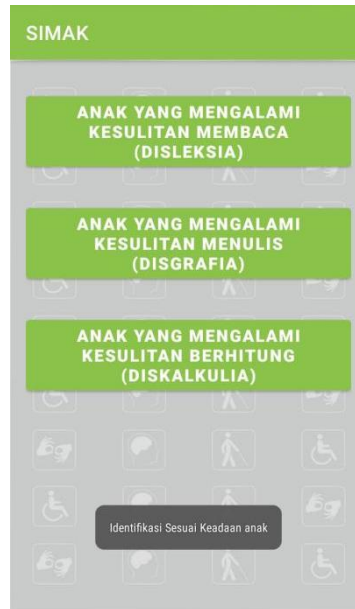 SIMAK
ANAK YANG MENGALAMI
KESULITAN MEMBACA
(DISLEKSIA)
ANAK YANG MENGALAMI
KESULITAN MENULIS
(DISGRAFIA)
ANAK YANG MENGALAMI
KESULITAN BERHITUNG
(DISKALKULIA)
Identifikasi Sesuai Keadaan anak